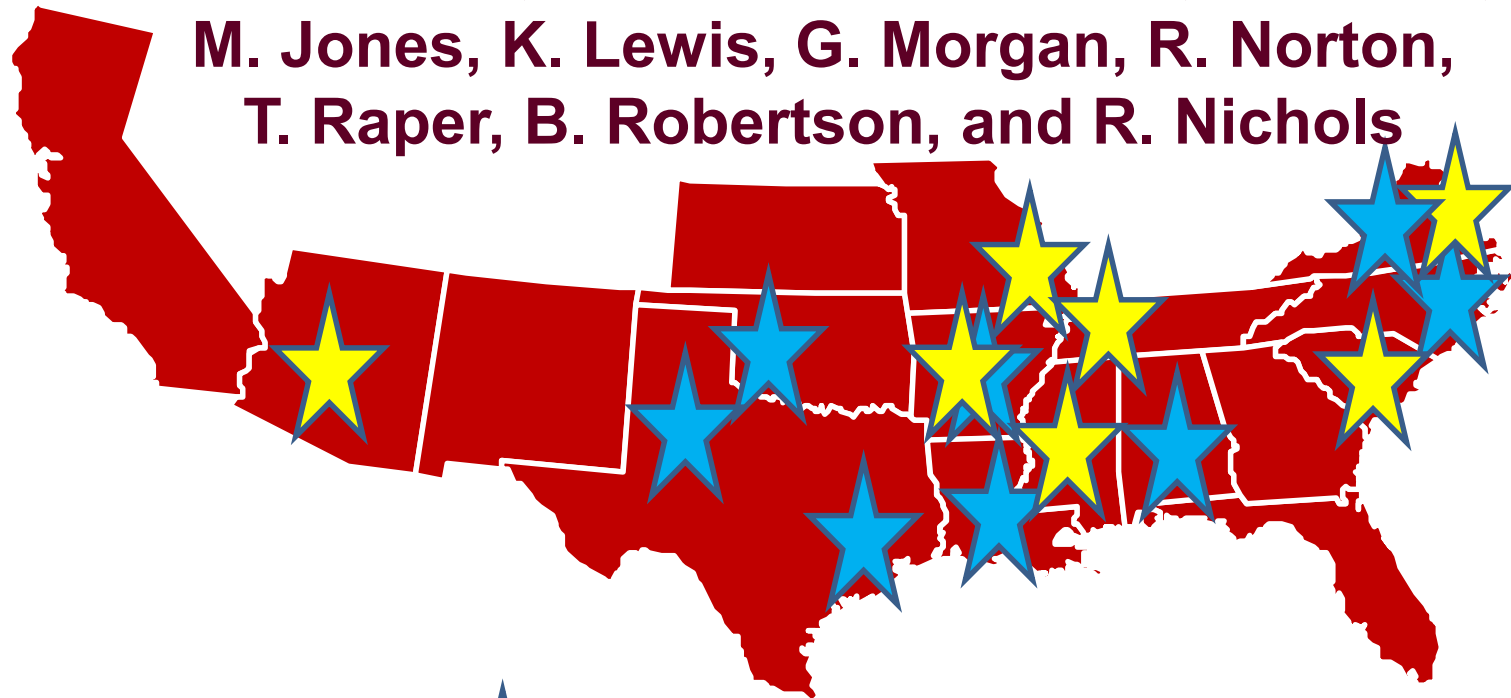 M. Jones, K. Lewis, G. Morgan, R. Norton,
T. Raper, B. Robertson, and R. Nichols